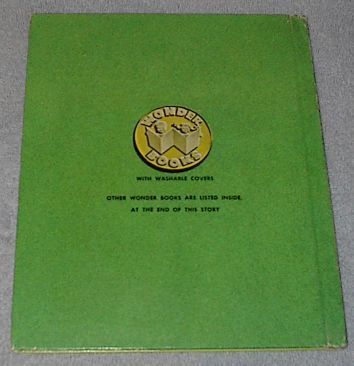 WONDER
BOOKS
WITH WASHABLE COVERS
OTHER WONDER BOOKS ARE LISTED INSIDE,
AT THE END OF THIS STORY